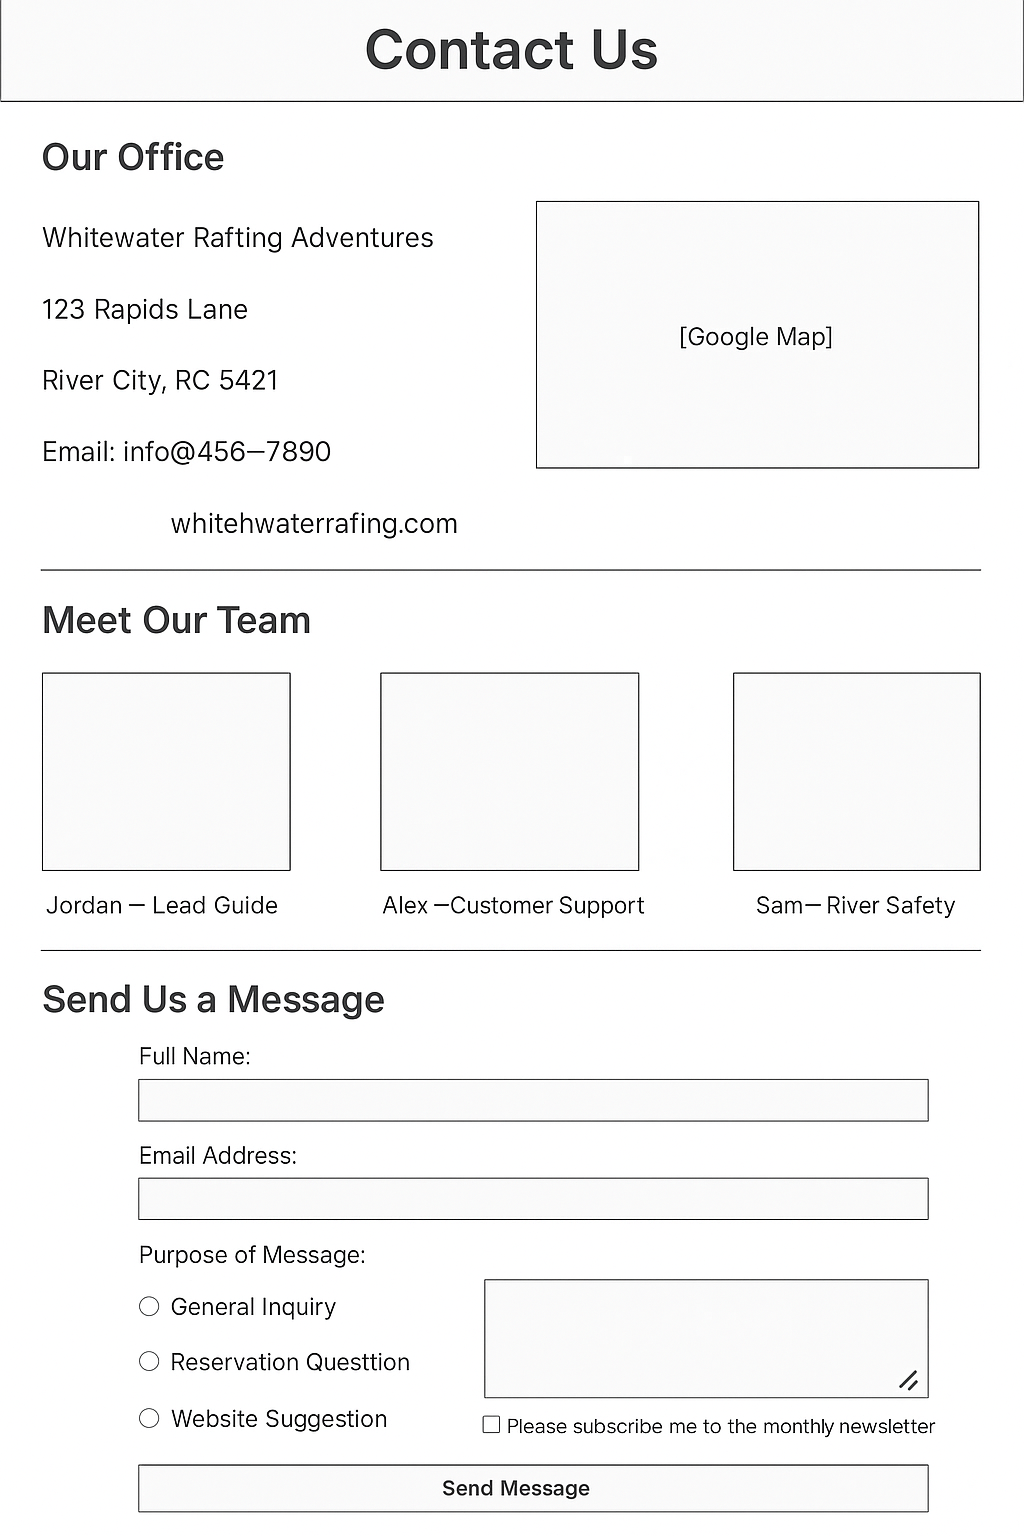 Contact Us
Our Office
Whitewater Rafting Adventures
123 Rapids Lane
River City, RC 5421
Email: info@456–7890
whitehwaterrafing.com
[Google Map]
Meet Our Team
Jordan – Lead Guide
Alex –Customer Support
Sam– River Safety
Send Us a Message
Full Name:
Email Address:
Purpose of Message:
General Inquiry
Reservation Questtion
Website Suggestion
Please subscribe me to the monthly newsletter
Send Message